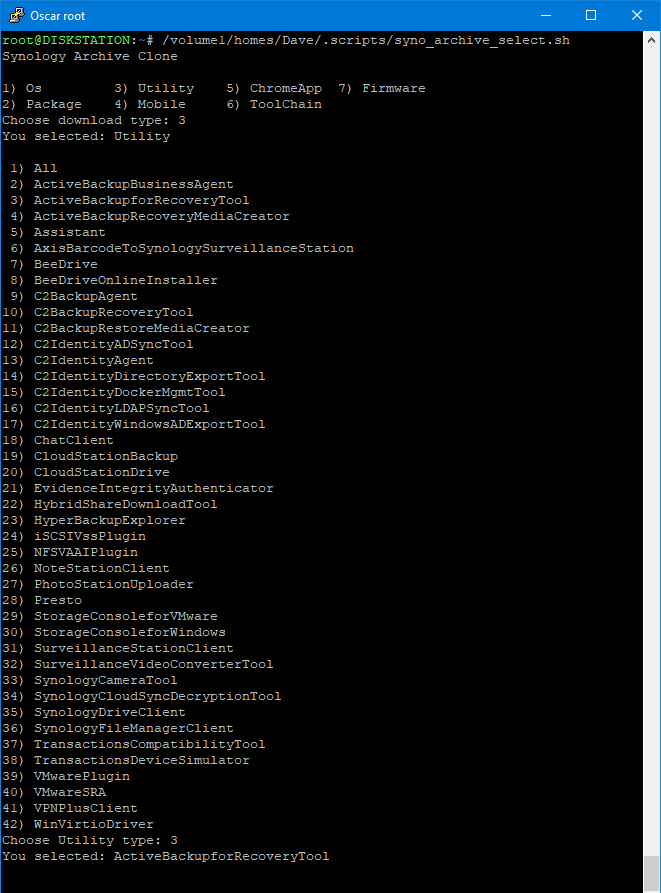 Oscar root
root@DISKSTATION:~# /volume1/homes/Dave/.scripts/syno_archive_select.sh
Synology Archive Clone
1) Os         3) Utility    5) ChromeApp  7) Firmware
2) Package    4) Mobile     6) ToolChain
Choose download type: 3
You selected: Utility
 1) All
 2) ActiveBackupBusinessAgent
 3) ActiveBackupforRecoveryTool
 4) ActiveBackupRecoveryMediaCreator
 5) Assistant
 6) AxisBarcodeToSynologySurveillanceStation
 7) BeeDrive
 8) BeeDriveOnlineInstaller
 9) C2BackupAgent
10) C2BackupRecoveryTool
11) C2BackupRestoreMediaCreator
12) C2IdentityADSyncTool
13) C2IdentityAgent
14) C2IdentityDirectoryExportTool
15) C2IdentityDockerMgmtTool
16) C2IdentityLDAPSyncTool
17) C2IdentityWindowsADExportTool
18) ChatClient
19) CloudStationBackup
20) CloudStationDrive
21) EvidenceIntegrityAuthenticator
22) HybridShareDownloadTool
23) HyperBackupExplorer
24) iSCSIVssPlugin
25) NFSVAAIPlugin
26) NoteStationClient
27) PhotoStationUploader
28) Presto
29) StorageConsoleforVMware
30) StorageConsoleforWindows
31) SurveillanceStationClient
32) SurveillanceVideoConverterTool
33) SynologyCameraTool
34) SynologyCloudSyncDecryptionTool
35) SynologyDriveClient
36) SynologyFileManagerClient
37) TransactionsCompatibilityTool
38) TransactionsDeviceSimulator
39) VMwarePlugin
40) VMwareSRA
41) VPNPlusClient
42) WinVirtioDriver
Choose Utility type: 3
You selected: ActiveBackupforRecoveryTool